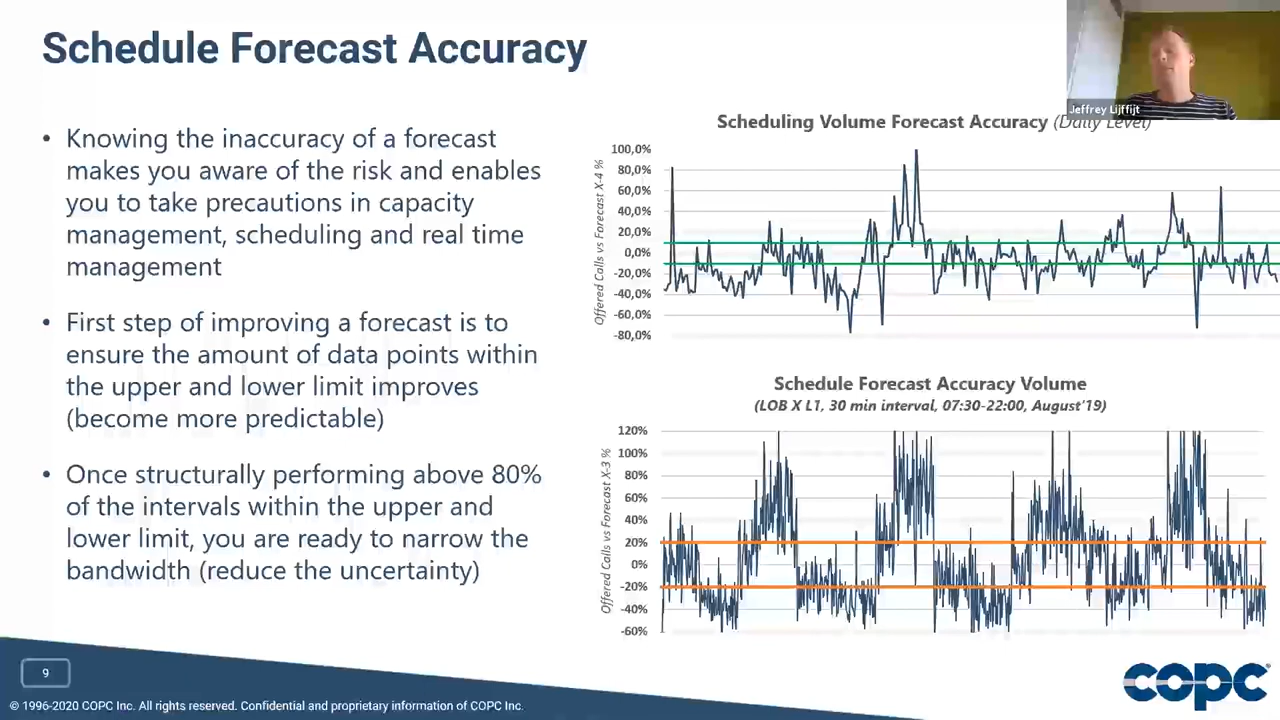 Schedule Forecast Accuracy
Jeffrey Lijffijt
• Knowing the inaccuracy of a forecast
makes you aware of the risk and enables
you to take precautions in capacity
management, scheduling and real time
management
• First step of improving a forecast is to
ensure the amount of data points within
the upper and lower limit improves
(become more predictable)
• Once structurally performing above 80%
of the intervals within the upper and
lower limit, you are ready to narrow the
bandwidth (reduce the uncertainty)
Scheduling Volume Forecast Accuracy (Daily Level)
Offered Calls vs Forecast X-4 %
100,0%
80,0%
60,0%
40,0%
20,0%
0,0%
-20,0%
-40,0%
-60,0%
-80,0%
Schedule Forecast Accuracy Volume
(LOB X L1, 30 min interval, 07:30-22:00, August'19)
Offered Calls vs Forecast X-3 %
120%
100%
80%
60%
40%
20%
0%
-20%
-40%
-60%
9
© 1996-2020 COPC Inc. All rights reserved. Confidential and proprietary information of COPC Inc.
copc®